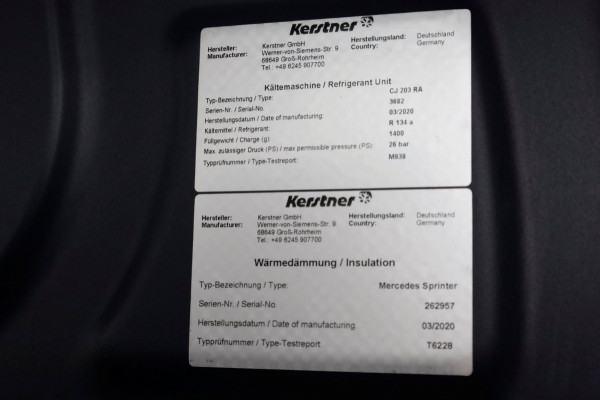 Kerstner
Hersteller: Kerstner GmbH Herstellungsland: Deutschland
Manufacturer: Werner-von-Siemens-Str. 9 Country: Germany
68649 Groß-Rohrheim
Tel.: +49 6245 907700
Kältemaschine / Refrigerant Unit
Typ-Bezeichnung / Type: CJ 203 RA
Serien-Nr. / Serial-No. 3682
Herstellungsdatum / Date of manufacturing: 03/2020
Kältemittel / Refrigerant: R 134 a
Füllgewicht / Charge (g): 1400
Max. zulässiger Druck (PS) / max permissible pressure (PS): 26 bar
Typprüfnummer / Type-Testreport: M938
Kerstner
Hersteller: Kerstner GmbH Herstellungsland: Deutschland
Manufacturer: Werner-von-Siemens-Str. 9 Country: Germany
68649 Groß-Rohrheim
Tel.: +49 6245 907700
Wärmedämmung / Insulation
Typ-Bezeichnung / Type: Mercedes Sprinter
Serien-Nr. / Serial-No. 262957
Herstellungsdatum / Date of manufacturing 03/2020
Typprüfnummer / Type-Testreport T6228